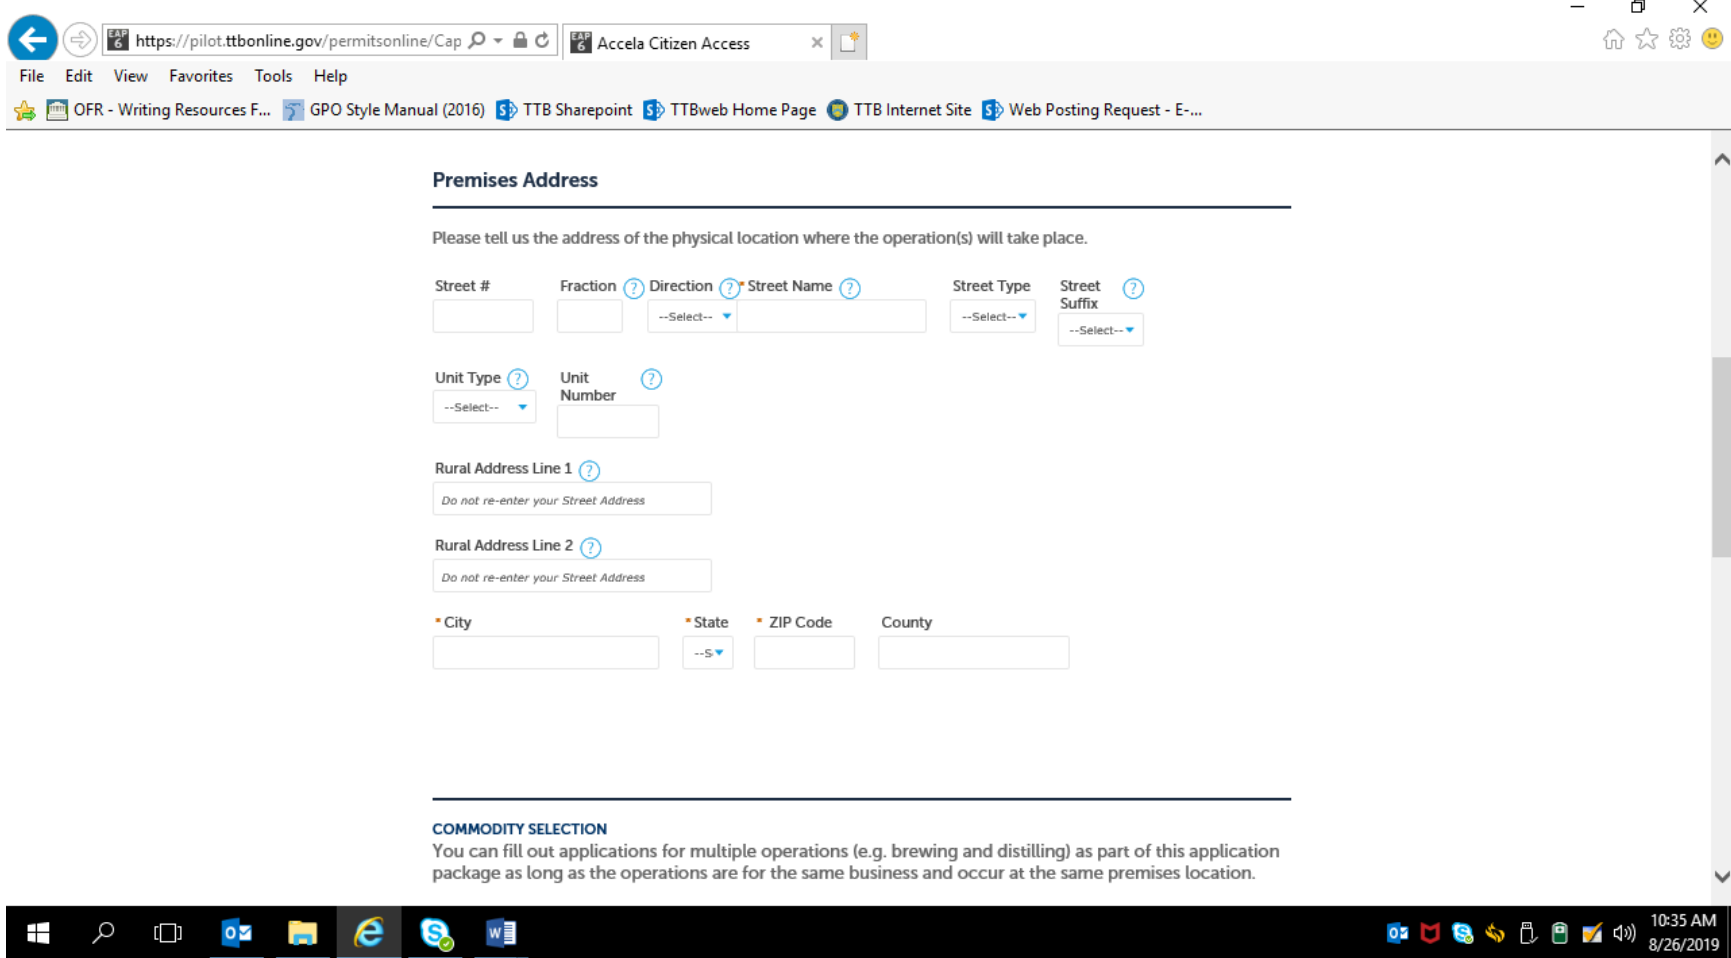 EAP 6 https://pilot.ttbonline.gov/permitsonline/Cap EAP 6 Accela Citizen Access
File Edit View Favorites Tools Help
OFR - Writing Resources F... GPO Style Manual (2016) TTB Sharepoint TTBweb Home Page TTB Internet Site Web Posting Request - E-...
Premises Address
Please tell us the address of the physical location where the operation(s) will take place.
Street # Fraction ? Direction ? * Street Name ? Street Type Street Suffix ?
--Select-- --Select-- --Select--
Unit Type ? Unit Number ?
--Select--
Rural Address Line 1 ?
Do not re-enter your Street Address
Rural Address Line 2 ?
Do not re-enter your Street Address
* City * State * ZIP Code County
--S
COMMODITY SELECTION
You can fill out applications for multiple operations (e.g. brewing and distilling) as part of this application
package as long as the operations are for the same business and occur at the same premises location.
10:35 AM
8/26/2019